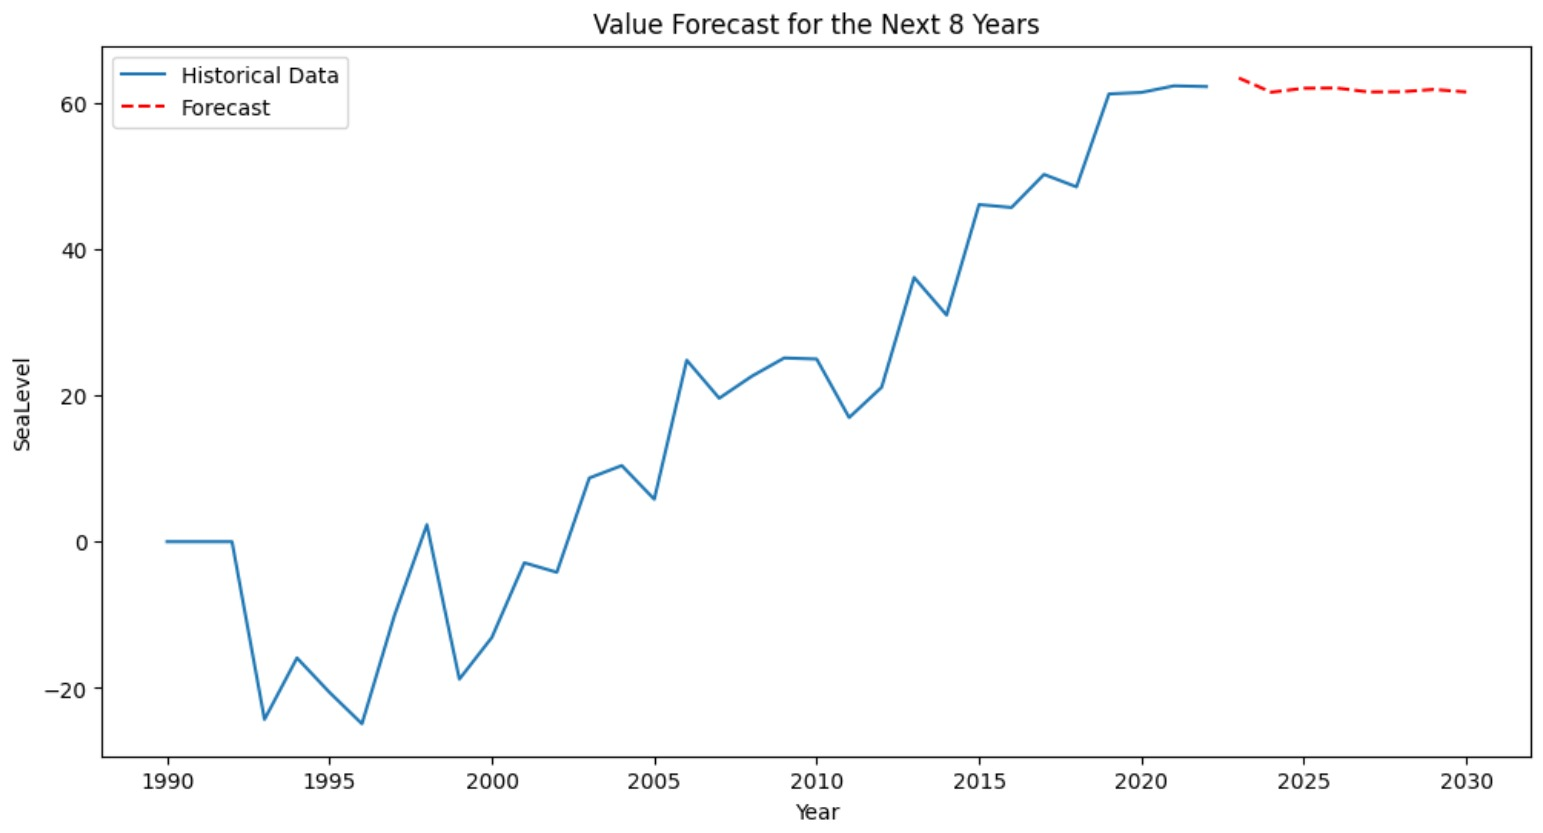 Value Forecast for the Next 8 Years
Historical Data
Forecast
60
40
20
0
−20
SeaLevel
1990 1995 2000 2005 2010 2015 2020 2025 2030
Year